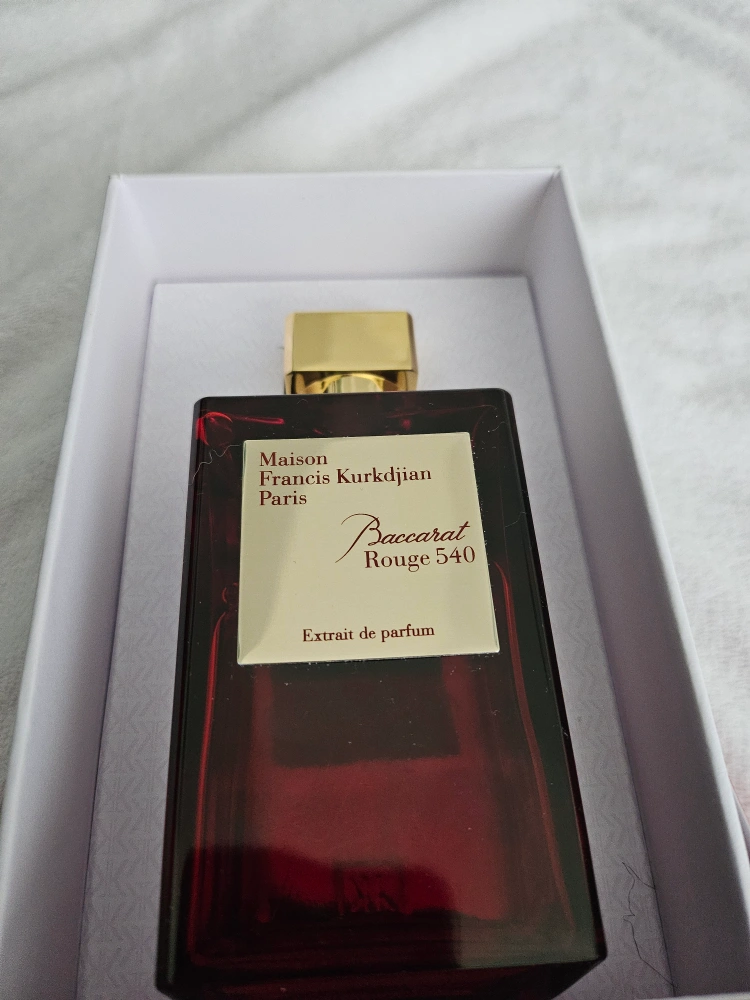 Maison
Francis Kurkdjian
Paris
Baccarat
Rouge 540
Extrait de parfum